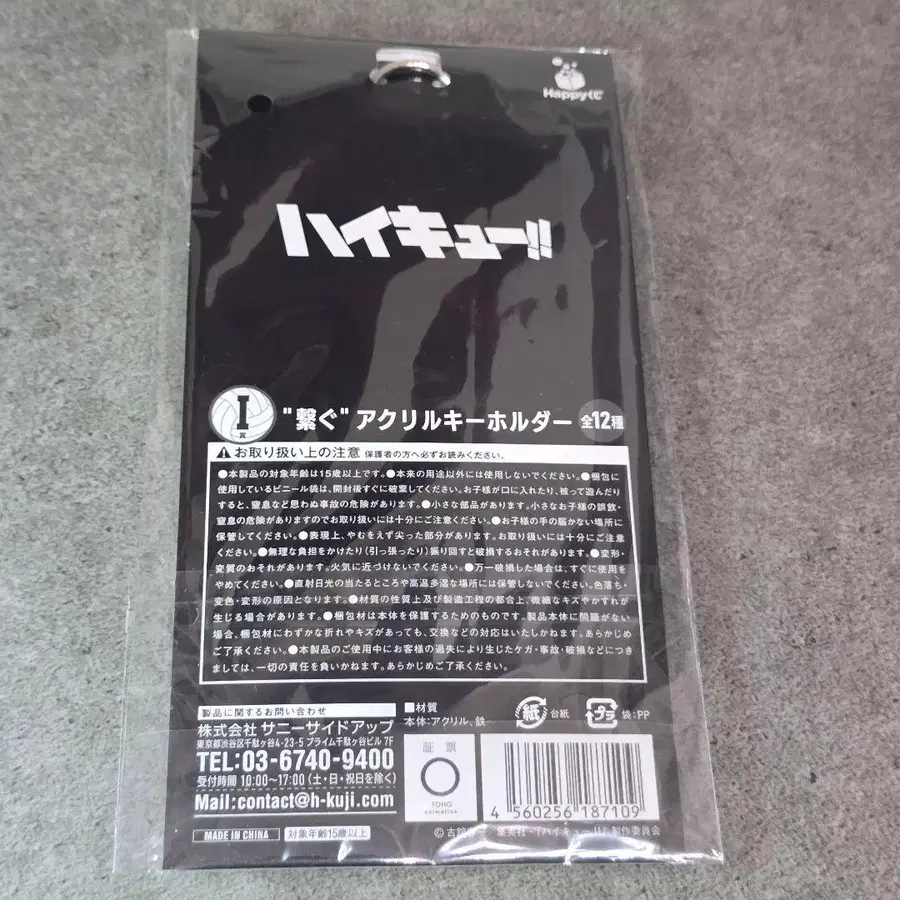 Happyくじ
ハイキュー!!
I賞 "繋ぐ" アクリルキーホルダー 全12種
お取り扱い上の注意 保護者の方へ必ずお読みください。
●本製品の対象年齢は15歳以上です。●本来の用途以外には使用しないでください。●梱包に
使用しているビニール袋は、開封後すぐに破棄してください。お子様が口に入れたり、被って遊んだり
すると、窒息など思わぬ事故の危険があります。●小さな部品があります。小さなお子様の誤飲・
窒息の危険がありますのでお取り扱いには十分にご注意ください。●お子様の手の届かない場所に
保管してください。●表現上、やむをえず尖った部分があります。お取り扱いには十分にご注意
ください。●無理な負担をかけたり(引っ張ったり)振り回すと破損するおそれがあります。●変形・
変質のおそれがあります。火気に近づけないでください。●万一破損した場合は、すぐに使用を
やめてください。●直射日光の当たるところや高温多湿な場所には保管しないでください。色落ち・
変色・変形の原因となります。●材質の性質上及び製造工程の都合上、微細なキズやかすれが
生じる場合があります。●梱包材は本体を保護するためのものです。製品本体に問題がない
場合、梱包材にわずかな折れやキズがあっても、交換などの対応はいたしかねます。あらかじめ
ご了承ください。●本製品のご使用中にお客様の過失により生じたケガ・事故・破損などにつき
ましては、一切の責任を負いかねます。あらかじめご了承ください。
製品に関するお問い合わせ
株式会社 サニーサイドアップ
東京都渋谷区千駄ヶ谷4-23-5 プライム千駄ヶ谷ビル 7F
TEL:03-6740-9400
受付時間 10:00〜17:00 (土・日・祝日を除く)
Mail:contact@h-kuji.com
MADE IN CHINA 対象年齢15歳以上
■材質
本体:アクリル、鉄
紙 台紙
プラ 袋:PP
証票
TOHO
animation
4 560256 187109
©古舘春一/集英社・「ハイキュー!!」製作委員会